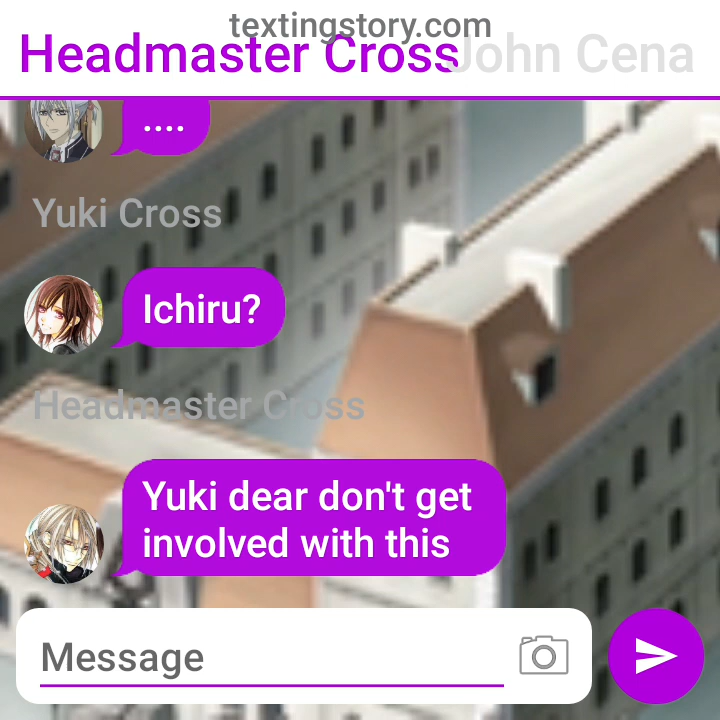 textingstory.com
Headmaster Cross John Cena
....
Yuki Cross
Ichiru?
Headmaster Cross
Yuki dear don't get
involved with this
Message